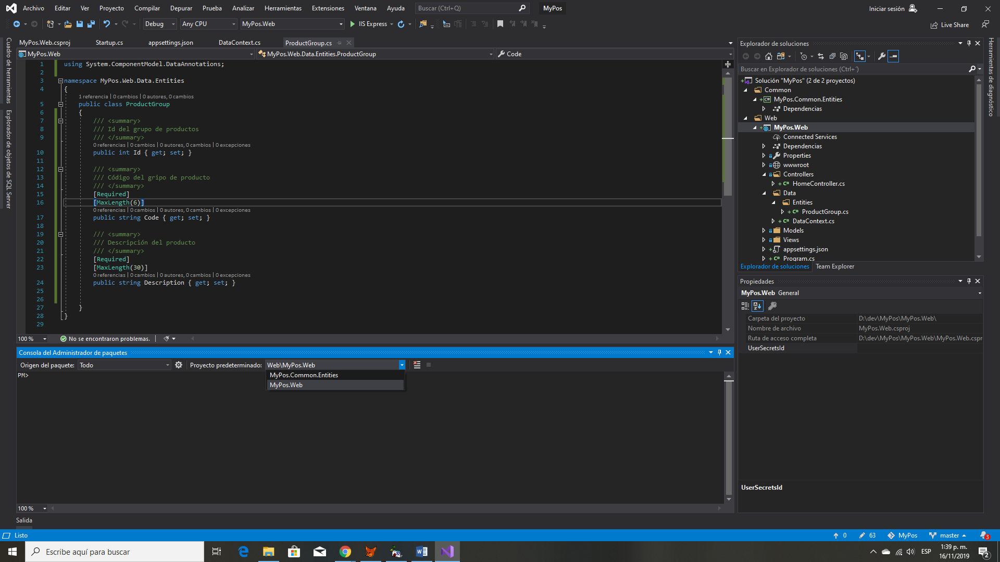 Archivo Editar Ver Proyecto Compilar Depurar Prueba Analizar Herramientas Extensiones Ventana Ayuda Buscar (Ctrl+Q) MyPos Iniciar sesión
Debug Any CPU MyPos.Web IIS Express Live Share
Cuadro de herramientas
Explorador de objetos de SQL Server
MyPos.Web.csproj Startup.cs appsettings.json DataContext.cs ProductGroup.cs
MyPos.Web MyPos.Web.Data.Entities.ProductGroup Code
1 using System.ComponentModel.DataAnnotations;
2
3 namespace MyPos.Web.Data.Entities
4 {
1 referencia | 0 cambios | 0 autores, 0 cambios
5 public class ProductGroup
6 {
7 /// <summary>
8 /// Id del grupo de productos
9 /// </summary>
0 referencias | 0 cambios | 0 autores, 0 cambios | 0 excepciones
10 public int Id { get; set; }
11
12 /// <summary>
13 /// Código del gripo de producto
14 /// </summary>
15 [Required]
16 [MaxLength(6)]
0 referencias | 0 cambios | 0 autores, 0 cambios | 0 excepciones
17 public string Code { get; set; }
18
19 /// <summary>
20 /// Descripción del producto
21 /// </summary>
22 [Required]
23 [MaxLength(30)]
0 referencias | 0 cambios | 0 autores, 0 cambios | 0 excepciones
24 public string Description { get; set; }
25
26
27 }
28 }
29
100 % No se encontraron problemas.
Consola del Administrador de paquetes
Origen del paquete: Todo Proyecto predeterminado: Web\MyPos.Web
MyPos.Common.Entities
MyPos.Web
PM>
100 %
Salida
Explorador de soluciones
Buscar en Explorador de soluciones (Ctrl+´)
Solución "MyPos" (2 de 2 proyectos)
Common
MyPos.Common.Entities
Dependencias
Web
MyPos.Web
Connected Services
Dependencias
Properties
wwwroot
Controllers
C# HomeController.cs
Data
Entities
C# ProductGroup.cs
C# DataContext.cs
Models
Views
appsettings.json
C# Program.cs
Explorador de soluciones Team Explorer
Propiedades
MyPos.Web General
Carpeta del proyecto D:\dev\MyPos\MyPos.Web\
Nombre de archivo MyPos.Web.csproj
Ruta de acceso completa D:\dev\MyPos\MyPos.Web\MyPos.Web.cspr
UserSecretsId
UserSecretsId
Herramientas de diagnóstico
Listo 0 63 MyPos master 3
Escribe aquí para buscar
ESP
1:39 p. m.
16/11/2019
2